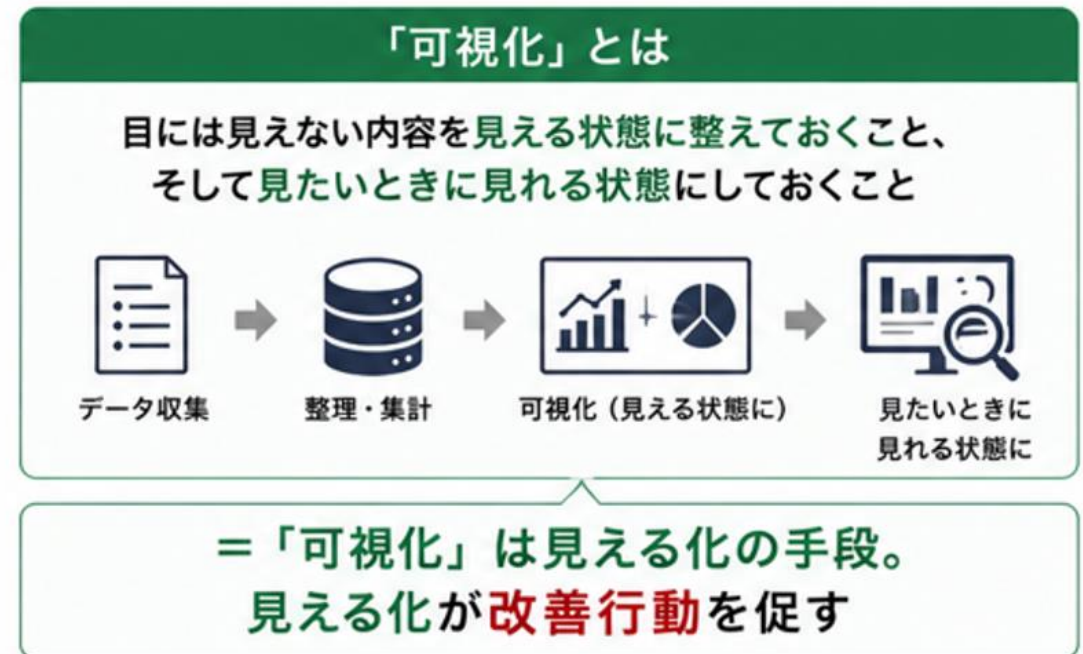 「可視化」とは
目には見えない内容を見える状態に整えておくこと、
そして見たいときに見れる状態にしておくこと
データ収集
整理・集計
可視化（見える状態に）
見たいときに
見れる状態に
＝「可視化」は見える化の手段。
見える化が改善行動を促す